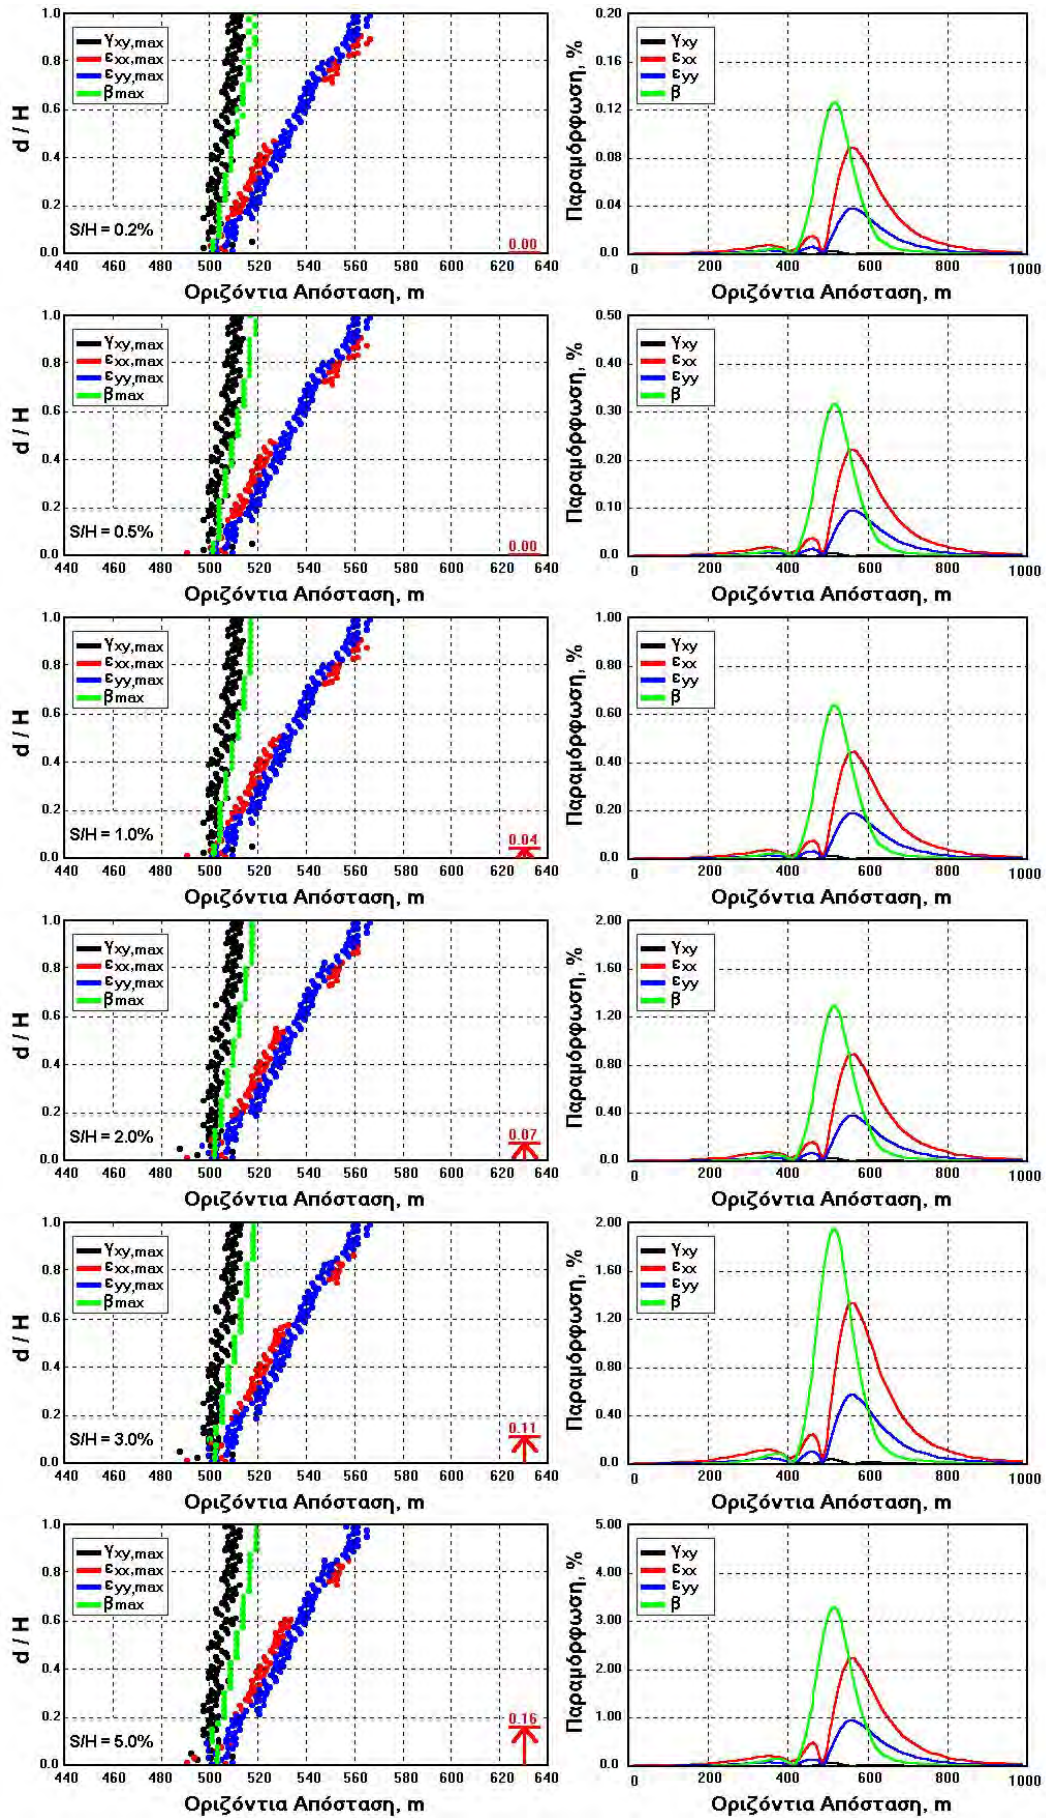 d / H
1.0
0.8
0.6
0.4
0.2
0.0
γxy,max
εxx,max
εyy,max
βmax
S/H = 0.2%
0.00
440 460 480 500 520 540 560 580 600 620 640
Οριζόντια Απόσταση, m
Παραμόρφωση, %
0.20
0.16
0.12
0.08
0.04
0.00
γxy
εxx
εyy
β
0 200 400 600 800 1000
Οριζόντια Απόσταση, m
d / H
1.0
0.8
0.6
0.4
0.2
0.0
γxy,max
εxx,max
εyy,max
βmax
S/H = 0.5%
0.00
440 460 480 500 520 540 560 580 600 620 640
Οριζόντια Απόσταση, m
Παραμόρφωση, %
0.50
0.40
0.30
0.20
0.10
0.00
γxy
εxx
εyy
β
0 200 400 600 800 1000
Οριζόντια Απόσταση, m
d / H
1.0
0.8
0.6
0.4
0.2
0.0
γxy,max
εxx,max
εyy,max
βmax
S/H = 1.0%
0.04
440 460 480 500 520 540 560 580 600 620 640
Οριζόντια Απόσταση, m
Παραμόρφωση, %
1.00
0.80
0.60
0.40
0.20
0.00
γxy
εxx
εyy
β
0 200 400 600 800 1000
Οριζόντια Απόσταση, m
d / H
1.0
0.8
0.6
0.4
0.2
0.0
γxy,max
εxx,max
εyy,max
βmax
S/H = 2.0%
0.07
440 460 480 500 520 540 560 580 600 620 640
Οριζόντια Απόσταση, m
Παραμόρφωση, %
2.00
1.60
1.20
0.80
0.40
0.00
γxy
εxx
εyy
β
0 200 400 600 800 1000
Οριζόντια Απόσταση, m
d / H
1.0
0.8
0.6
0.4
0.2
0.0
γxy,max
εxx,max
εyy,max
βmax
S/H = 3.0%
0.11
440 460 480 500 520 540 560 580 600 620 640
Οριζόντια Απόσταση, m
Παραμόρφωση, %
2.00
1.60
1.20
0.80
0.40
0.00
γxy
εxx
εyy
β
0 200 400 600 800 1000
Οριζόντια Απόσταση, m
d / H
1.0
0.8
0.6
0.4
0.2
0.0
γxy,max
εxx,max
εyy,max
βmax
S/H = 5.0%
0.16
440 460 480 500 520 540 560 580 600 620 640
Οριζόντια Απόσταση, m
Παραμόρφωση, %
5.00
4.00
3.00
2.00
1.00
0.00
γxy
εxx
εyy
β
0 200 400 600 800 1000
Οριζόντια Απόσταση, m